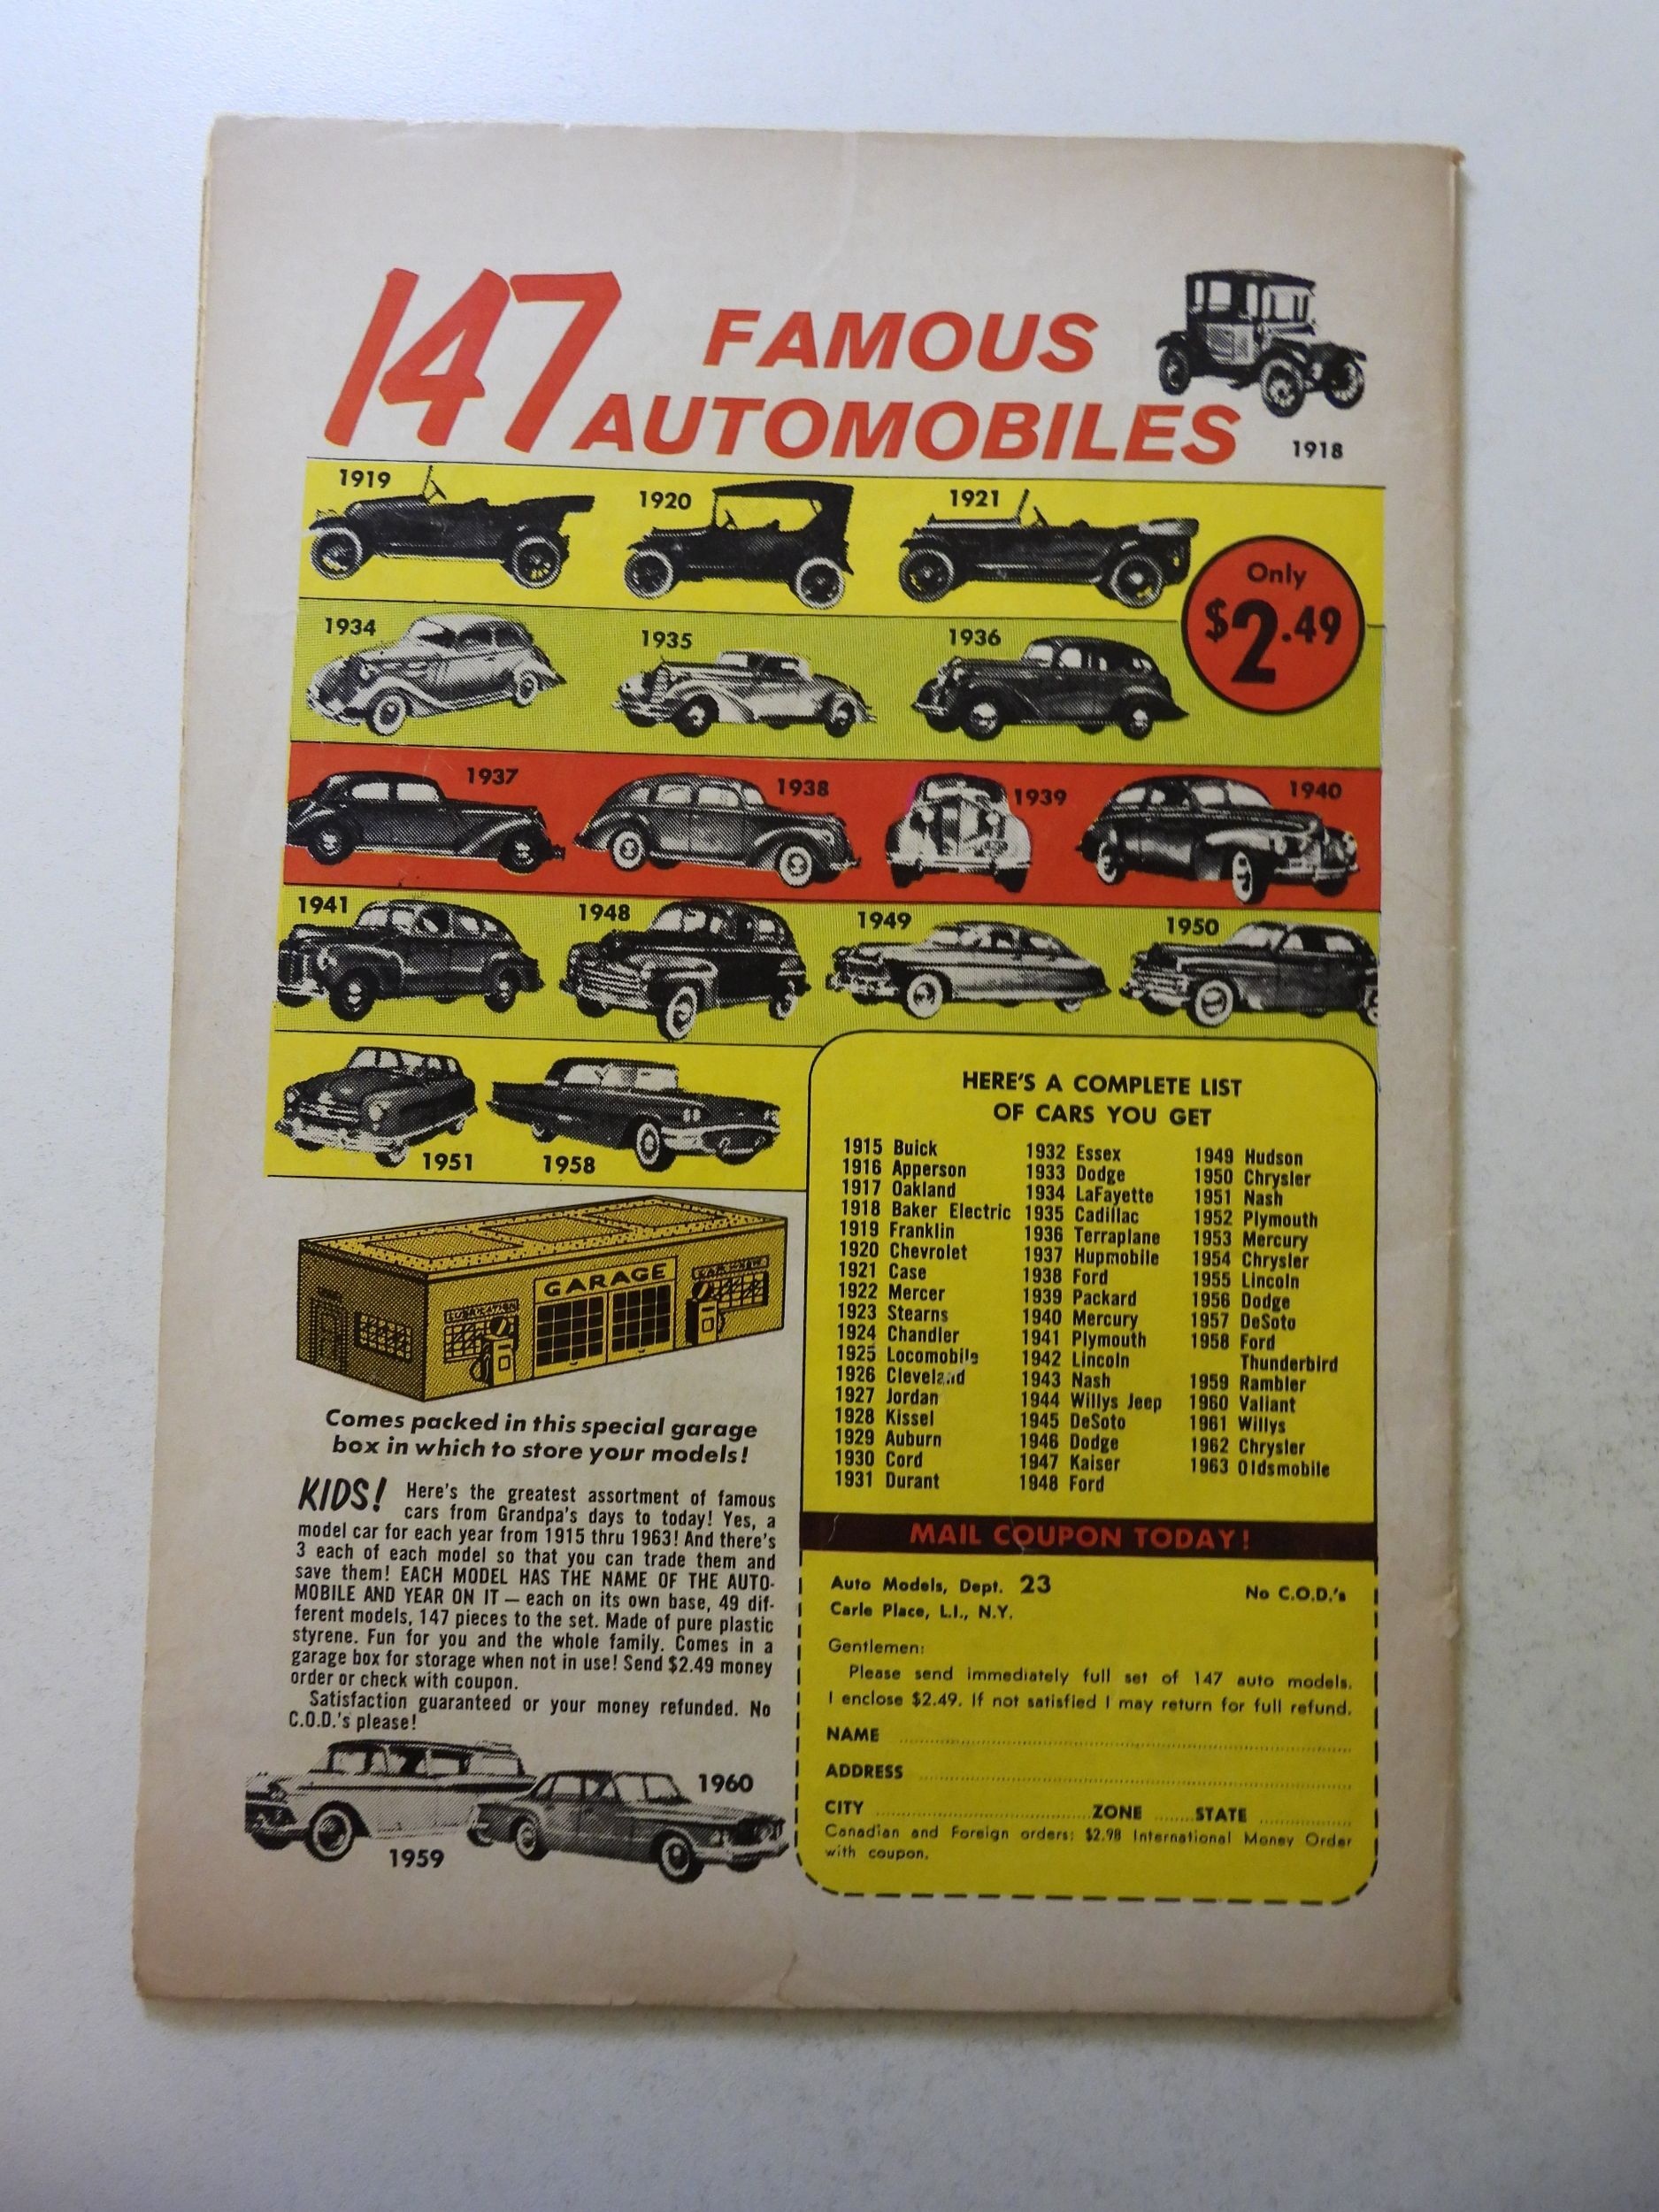 147 FAMOUS
AUTOMOBILES
1918
1919
1920
1921
Only
$2.49
1934
1935
1936
1937
1938
1939
1940
1941
1948
1949
1950
1951
1958
HERE'S A COMPLETE LIST
OF CARS YOU GET
1915 Buick
1916 Apperson
1917 Oakland
1918 Baker Electric
1919 Franklin
1920 Chevrolet
1921 Case
1922 Mercer
1923 Stearns
1924 Chandler
1925 Locomobile
1926 Cleveland
1927 Jordan
1928 Kissel
1929 Auburn
1930 Cord
1931 Durant
1932 Essex
1933 Dodge
1934 LaFayette
1935 Cadillac
1936 Terraplane
1937 Hupmobile
1938 Ford
1939 Packard
1940 Mercury
1941 Plymouth
1942 Lincoln
1943 Nash
1944 Willys Jeep
1945 DeSoto
1946 Dodge
1947 Kaiser
1948 Ford
1949 Hudson
1950 Chrysler
1951 Nash
1952 Plymouth
1953 Mercury
1954 Chrysler
1955 Lincoln
1956 Dodge
1957 DeSoto
1958 Ford
Thunderbird
1959 Rambler
1960 Valiant
1961 Willys
1962 Chrysler
1963 Oldsmobile
LUBRICATION
GARAGE
Comes packed in this special garage
box in which to store your models!
KIDS! Here's the greatest assortment of famous
cars from Grandpa's days to today! Yes, a
model car for each year from 1915 thru 1963! And there's
3 each of each model so that you can trade them and
save them! EACH MODEL HAS THE NAME OF THE AUTO-
MOBILE AND YEAR ON IT — each on its own base, 49 dif-
ferent models, 147 pieces to the set. Made of pure plastic
styrene. Fun for you and the whole family. Comes in a
garage box for storage when not in use! Send $2.49 money
order or check with coupon.
Satisfaction guaranteed or your money refunded. No
C.O.D.'s please!
1959
1960
MAIL COUPON TODAY!
Auto Models, Dept. 23 No C.O.D.'s
Carle Place, L.I., N.Y.
Gentlemen:
Please send immediately full set of 147 auto models.
I enclose $2.49. If not satisfied I may return for full refund.
NAME
ADDRESS
CITY ZONE STATE
Canadian and Foreign orders: $2.98 International Money Order
with coupon.